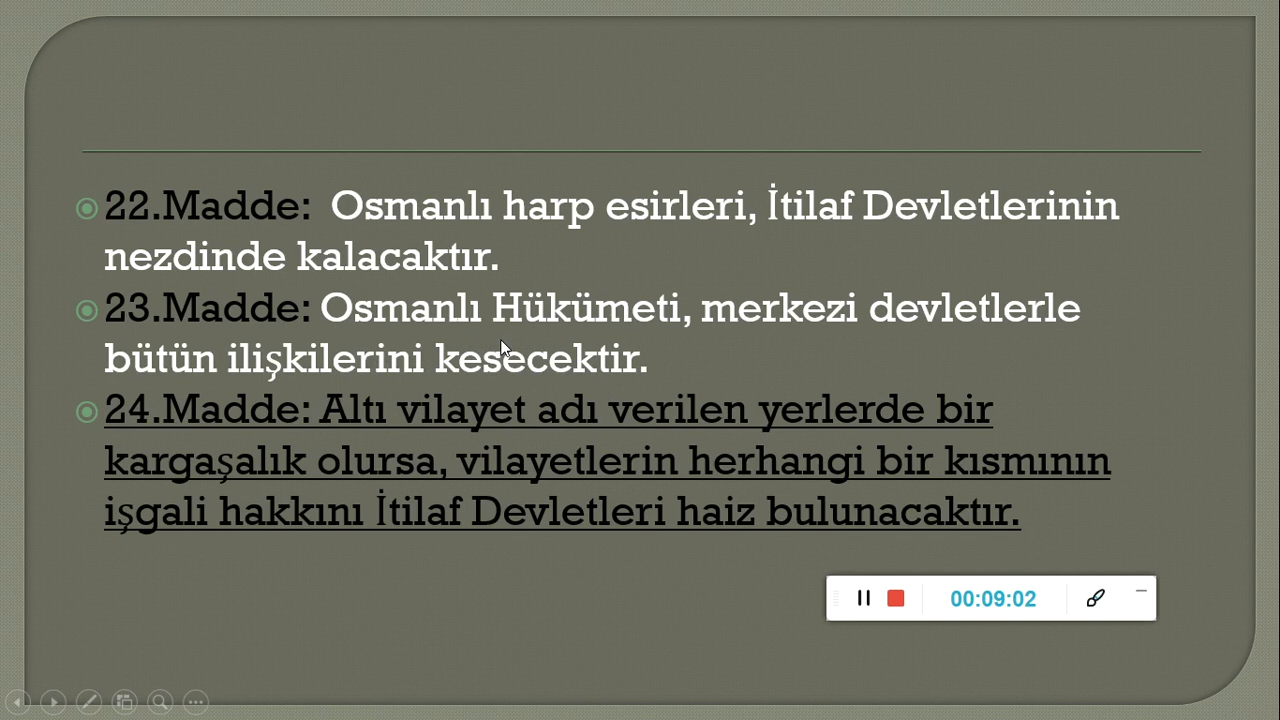 22.Madde: Osmanlı harp esirleri, İtilaf Devletlerinin
nezdinde kalacaktır.
23.Madde: Osmanlı Hükümeti, merkezi devletlerle
bütün ilişkilerini kesecektir.
24.Madde: Altı vilayet adı verilen yerlerde bir
kargaşalık olursa, vilayetlerin herhangi bir kısmının
işgali hakkını İtilaf Devletleri haiz bulunacaktır.
00:09:02